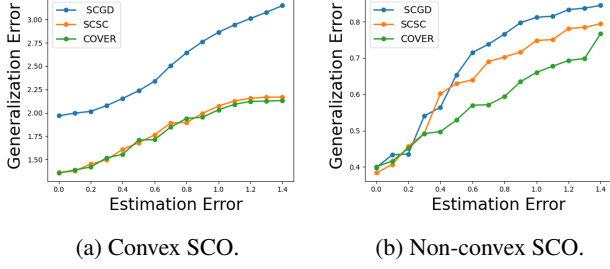 SCGD
SCSC
COVER
Generalization Error
3.00
2.75
2.50
2.25
2.00
1.75
1.50
0.0 0.2 0.4 0.6 0.8 1.0 1.2 1.4
Estimation Error
(a) Convex SCO.
SCGD
SCSC
COVER
Generalization Error
0.8
0.7
0.6
0.5
0.4
0.0 0.2 0.4 0.6 0.8 1.0 1.2 1.4
Estimation Error
(b) Non-convex SCO.